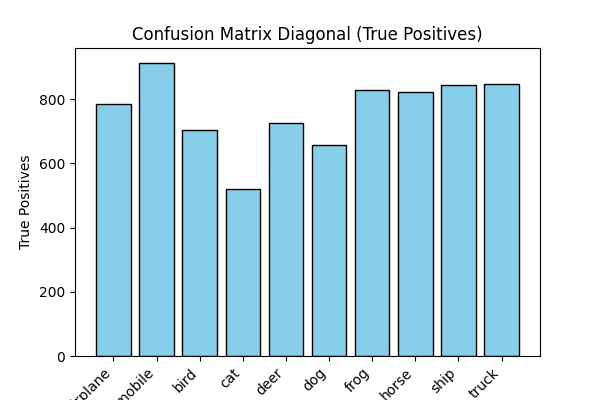 Confusion Matrix Diagonal (True Positives)
True Positives
800
600
400
200
0
rplane
mobile
bird
cat
deer
dog
frog
horse
ship
truck